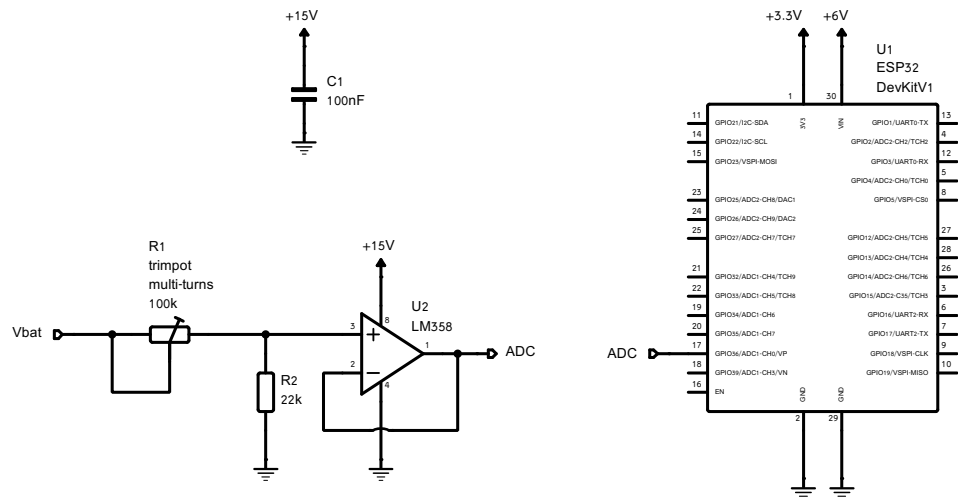 +15V
C1
100nF
R1
trimpot
multi-turns
100k
Vbat
R2
22k
+15V
U2
LM358
3
2
8
1
4
ADC
+3.3V
+6V
U1
ESP32
DevKitV1
1
30
3V3
VIN
11 GPIO21/I2C-SDA
14 GPIO22/I2C-SCL
15 GPIO23/VSPI-MOSI
23 GPIO25/ADC2-CH8/DAC1
24 GPIO26/ADC2-CH9/DAC2
25 GPIO27/ADC2-CH7/TCH7
21 GPIO32/ADC1-CH4/TCH9
22 GPIO33/ADC1-CH5/TCH8
19 GPIO34/ADC1-CH6
20 GPIO35/ADC1-CH7
ADC
17 GPIO36/ADC1-CH0/VP
18 GPIO39/ADC1-CH3/VN
16 EN
GPIO1/UART0-TX 13
GPIO2/ADC2-CH2/TCH2 4
GPIO3/UART0-RX 12
GPIO4/ADC2-CH0/TCH0 5
GPIO5/VSPI-CS0 8
GPIO12/ADC2-CH5/TCH5 27
GPIO13/ADC2-CH4/TCH4 28
GPIO14/ADC2-CH6/TCH6 26
GPIO15/ADC2-C35/TCH3 3
GPIO16/UART2-RX 6
GPIO17/UART2-TX 7
GPIO18/VSPI-CLK 9
GPIO19/VSPI-MISO 10
GND
GND
2
29